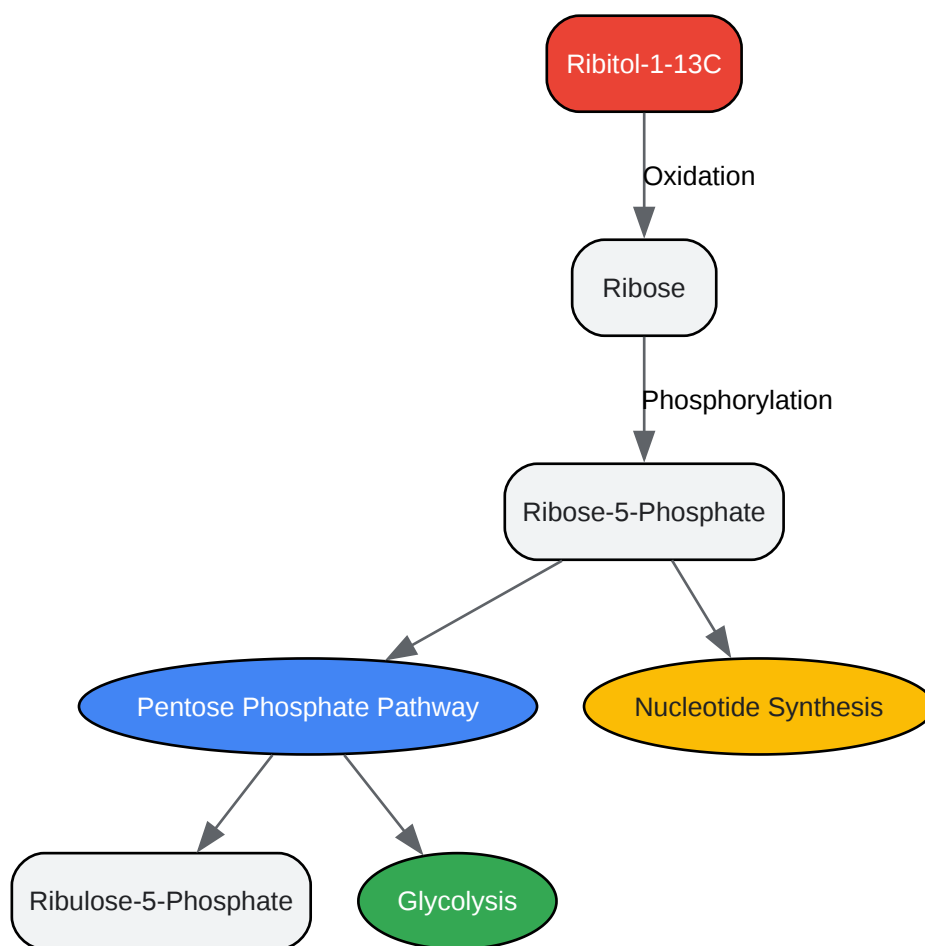 Ribitol-1-13C
Oxidation
Ribose
Phosphorylation
Ribose-5-Phosphate
Pentose Phosphate Pathway
Nucleotide Synthesis
Ribulose-5-Phosphate
Glycolysis